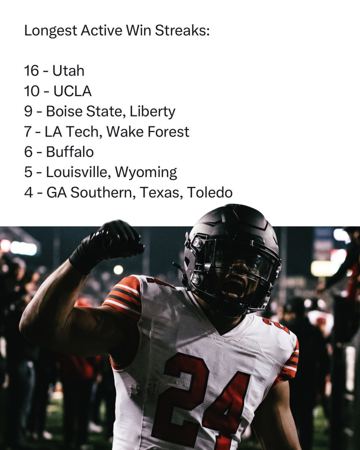 Longest Active Win Streaks:
16 - Utah
10 - UCLA
9 - Boise State, Liberty
7 - LA Tech, Wake Forest
6 - Buffalo
5 - Louisville, Wyoming
4 - GA Southern, Texas, Toledo
24